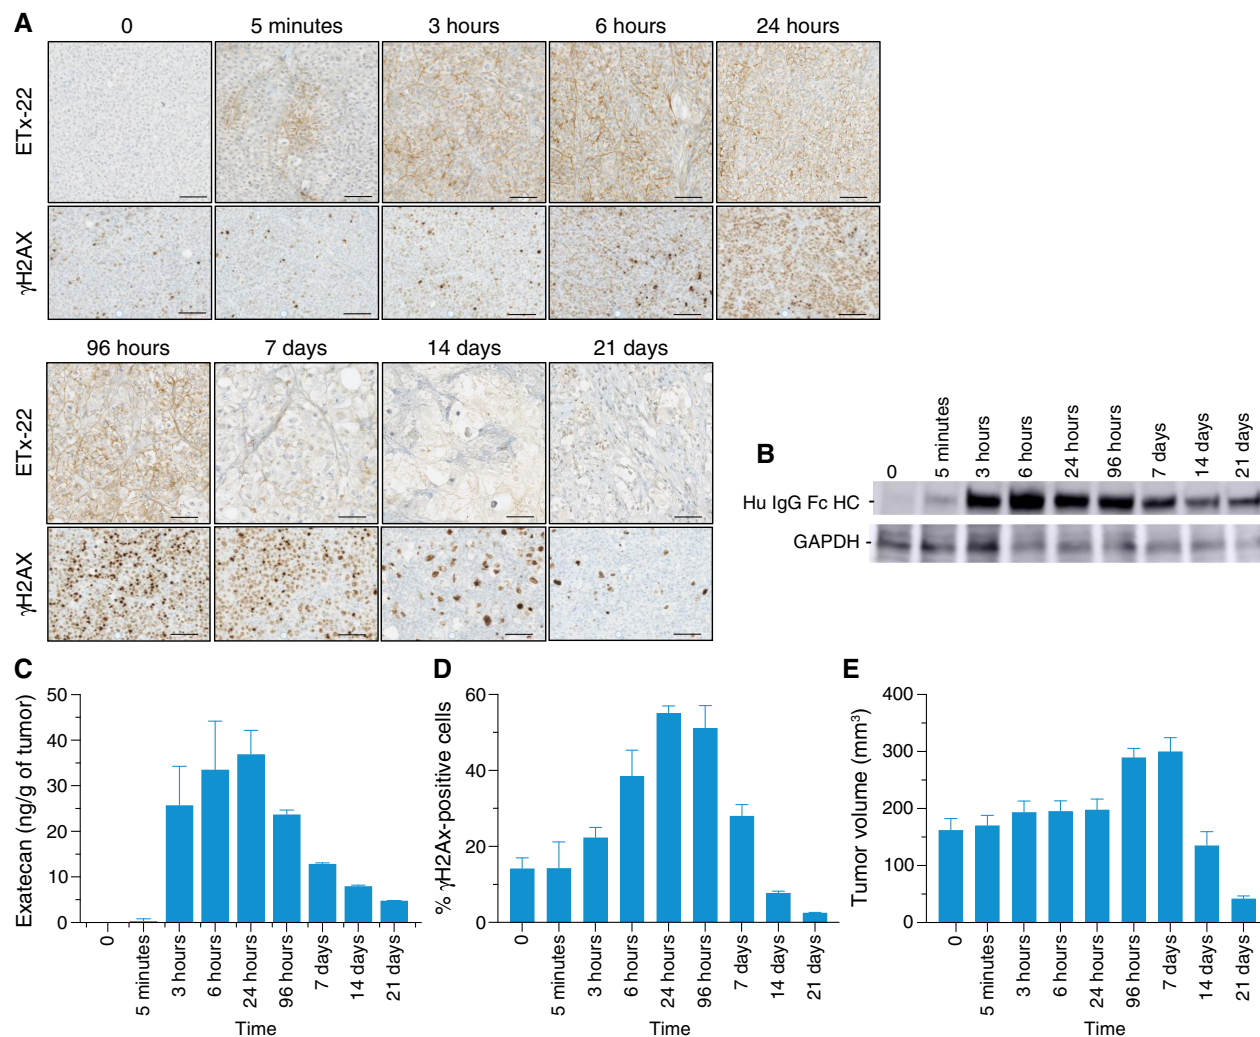 A
0 5 minutes 3 hours 6 hours 24 hours
ETx-22
γH2AX
96 hours 7 days 14 days 21 days
ETx-22
γH2AX
B
0 5 minutes 3 hours 6 hours 24 hours 96 hours 7 days 14 days 21 days
Hu IgG Fc HC
GAPDH
C
Exatecan (ng/g of tumor)
50
40
30
20
10
0
0 5 minutes 3 hours 6 hours 24 hours 96 hours 7 days 14 days 21 days
Time
D
% γH2Ax-positive cells
60
40
20
0
0 5 minutes 3 hours 6 hours 24 hours 96 hours 7 days 14 days 21 days
Time
E
Tumor volume (mm³)
400
300
200
100
0
0 5 minutes 3 hours 6 hours 24 hours 96 hours 7 days 14 days 21 days
Time